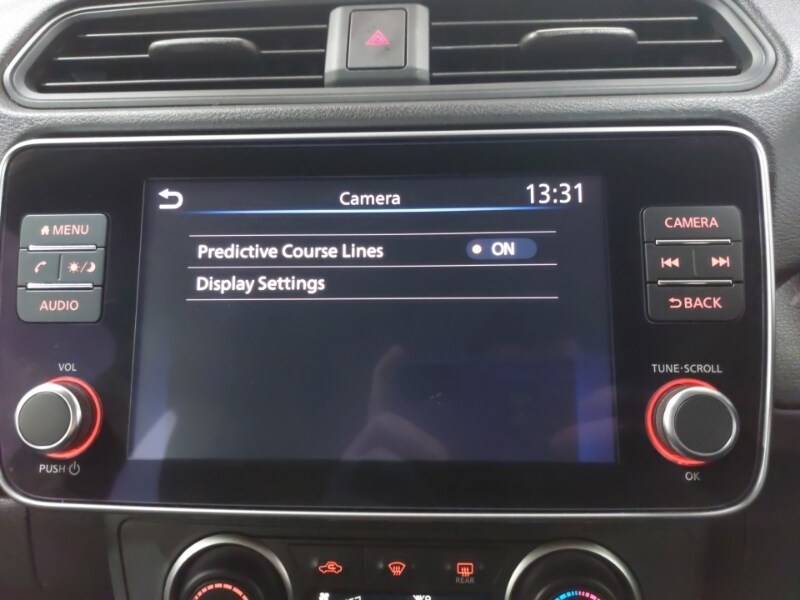 Camera 13:31
MENU
CAMERA
Predictive Course Lines ON
Display Settings
AUDIO
BACK
VOL
TUNE·SCROLL
PUSH
OK
REAR